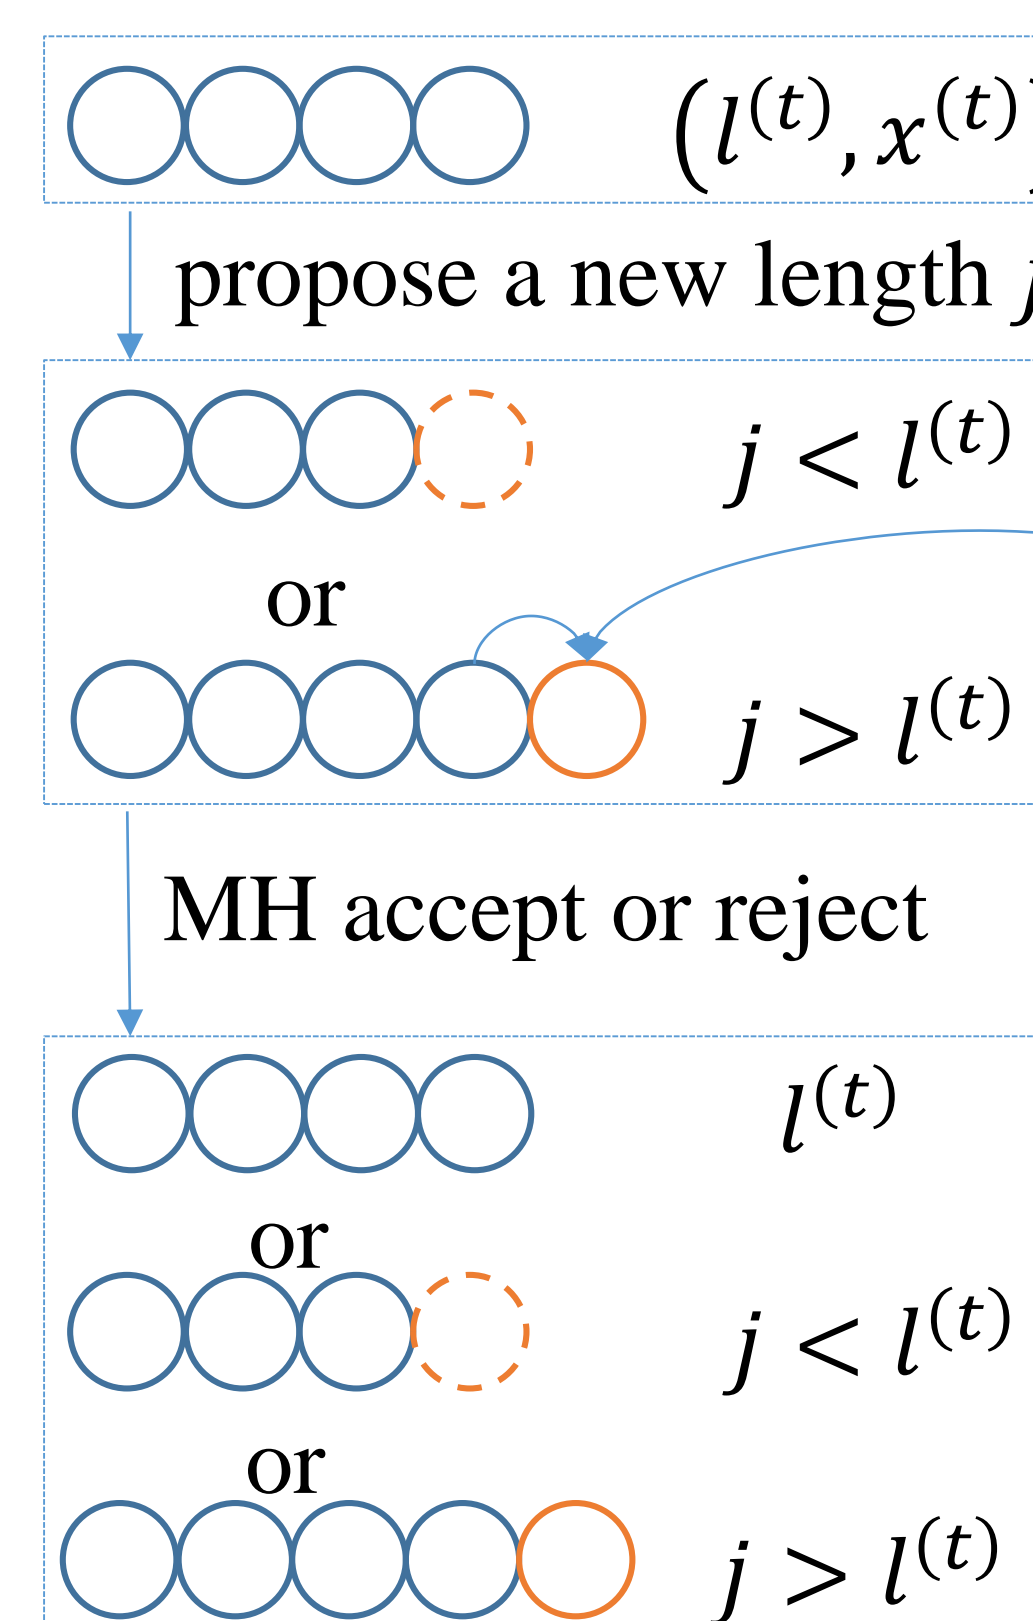 (l^(t), x^(t))
propose a new length j
j < l^(t)
or
j > l^(t)
MH accept or reject
l^(t)
or
j < l^(t)
or
j > l^(t)